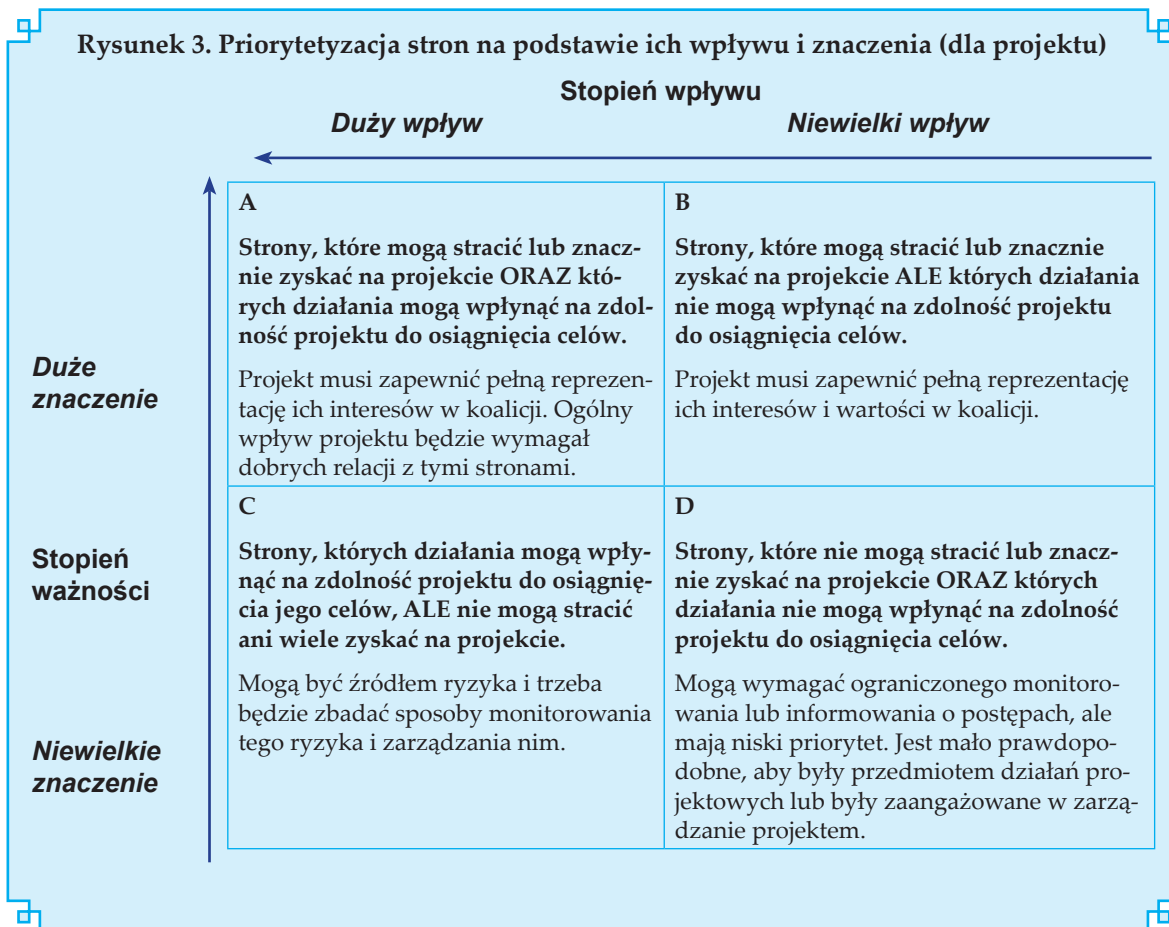 Rysunek 3. Priorytetyzacja stron na podstawie ich wpływu i znaczenia (dla projektu)
Stopień wpływu
Duży wpływ
Niewielki wpływ
A
Strony, które mogą stracić lub znacz-
nie zyskać na projekcie ORAZ któ-
rych działania mogą wpłynąć na zdol-
ność projektu do osiągnięcia celów.
Projekt musi zapewnić pełną reprezen-
tację ich interesów w koalicji. Ogólny
wpływ projektu będzie wymagał
dobrych relacji z tymi stronami.
B
Strony, które mogą stracić lub znacznie
zyskać na projekcie ALE których działania
nie mogą wpłynąć na zdolność projektu
do osiągnięcia celów.
Projekt musi zapewnić pełną reprezentację
ich interesów i wartości w koalicji.
Duże
znaczenie
Stopień
ważności
Niewielkie
znaczenie
C
Strony, których działania mogą wpły-
nąć na zdolność projektu do osiągnię-
cia jego celów, ALE nie mogą stracić
ani wiele zyskać na projekcie.
Mogą być źródłem ryzyka i trzeba
będzie zbadać sposoby monitorowania
tego ryzyka i zarządzania nim.
D
Strony, które nie mogą stracić lub znacz-
nie zyskać na projekcie ORAZ których
działania nie mogą wpłynąć na zdolność
projektu do osiągnięcia celów.
Mogą wymagać ograniczonego monitoro-
wania lub informowania o postępach, ale
mają niski priorytet. Jest mało prawdopo-
dobne, aby były przedmiotem działań pro-
jektowych lub były zaangażowane w zarzą-
dzanie projektem.